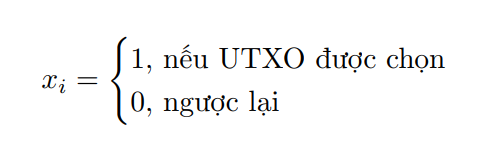 x_i = { 1, nếu UTXO được chọn
0, ngược lại